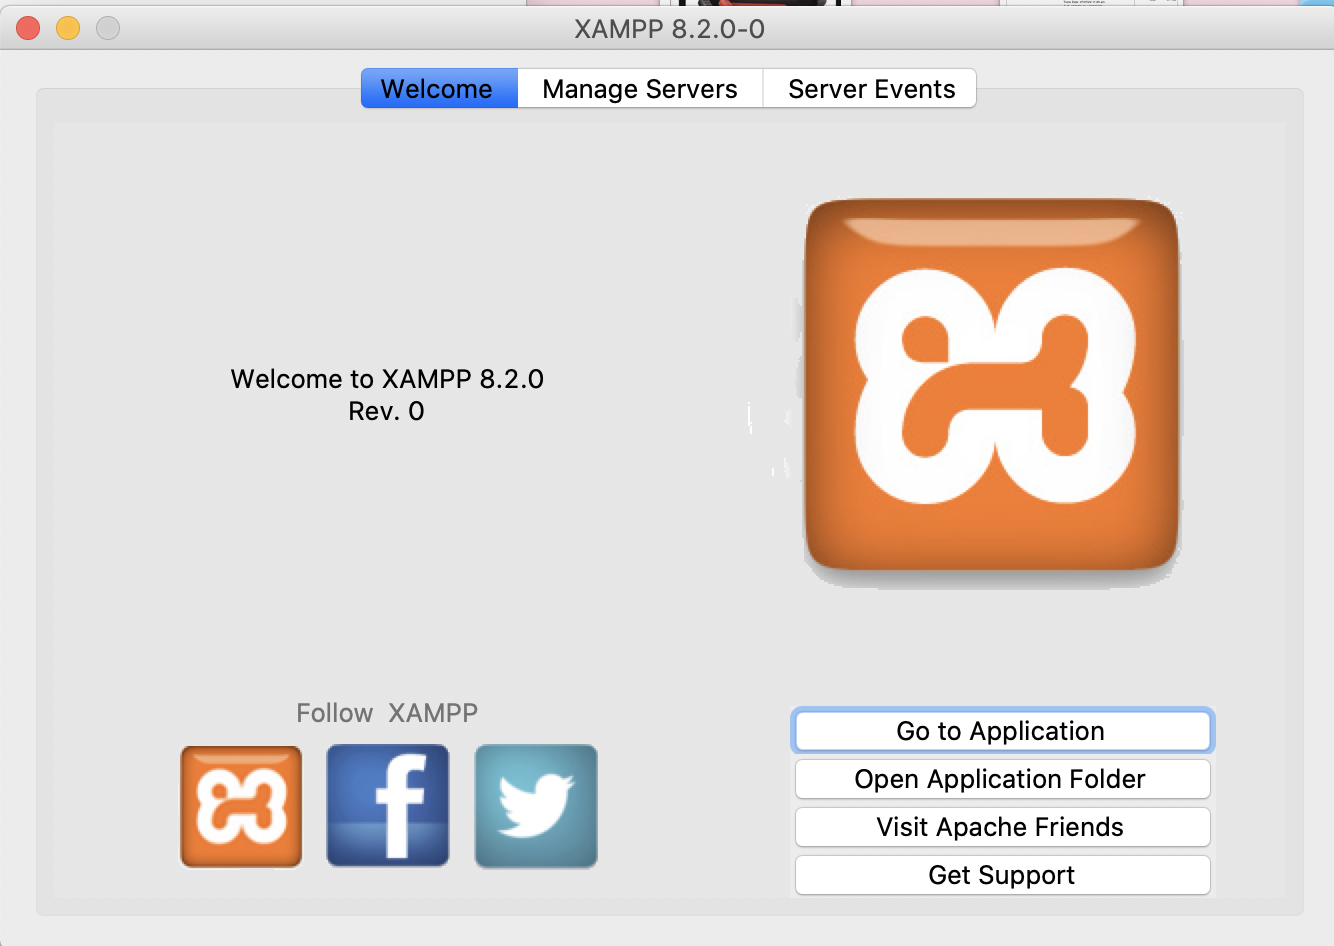 XAMPP 8.2.0-0
Welcome
Manage Servers
Server Events
Welcome to XAMPP 8.2.0
Rev. 0
Follow XAMPP
f
Go to Application
Open Application Folder
Visit Apache Friends
Get Support